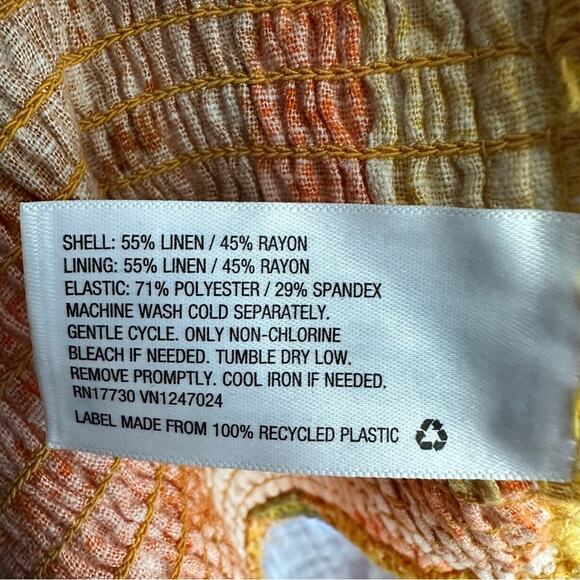 SHELL: 55% LINEN / 45% RAYON
LINING: 55% LINEN / 45% RAYON
ELASTIC: 71% POLYESTER / 29% SPANDEX
MACHINE WASH COLD SEPARATELY.
GENTLE CYCLE. ONLY NON-CHLORINE
BLEACH IF NEEDED. TUMBLE DRY LOW.
REMOVE PROMPTLY. COOL IRON IF NEEDED.
RN17730 VN1247024
LABEL MADE FROM 100% RECYCLED PLASTIC